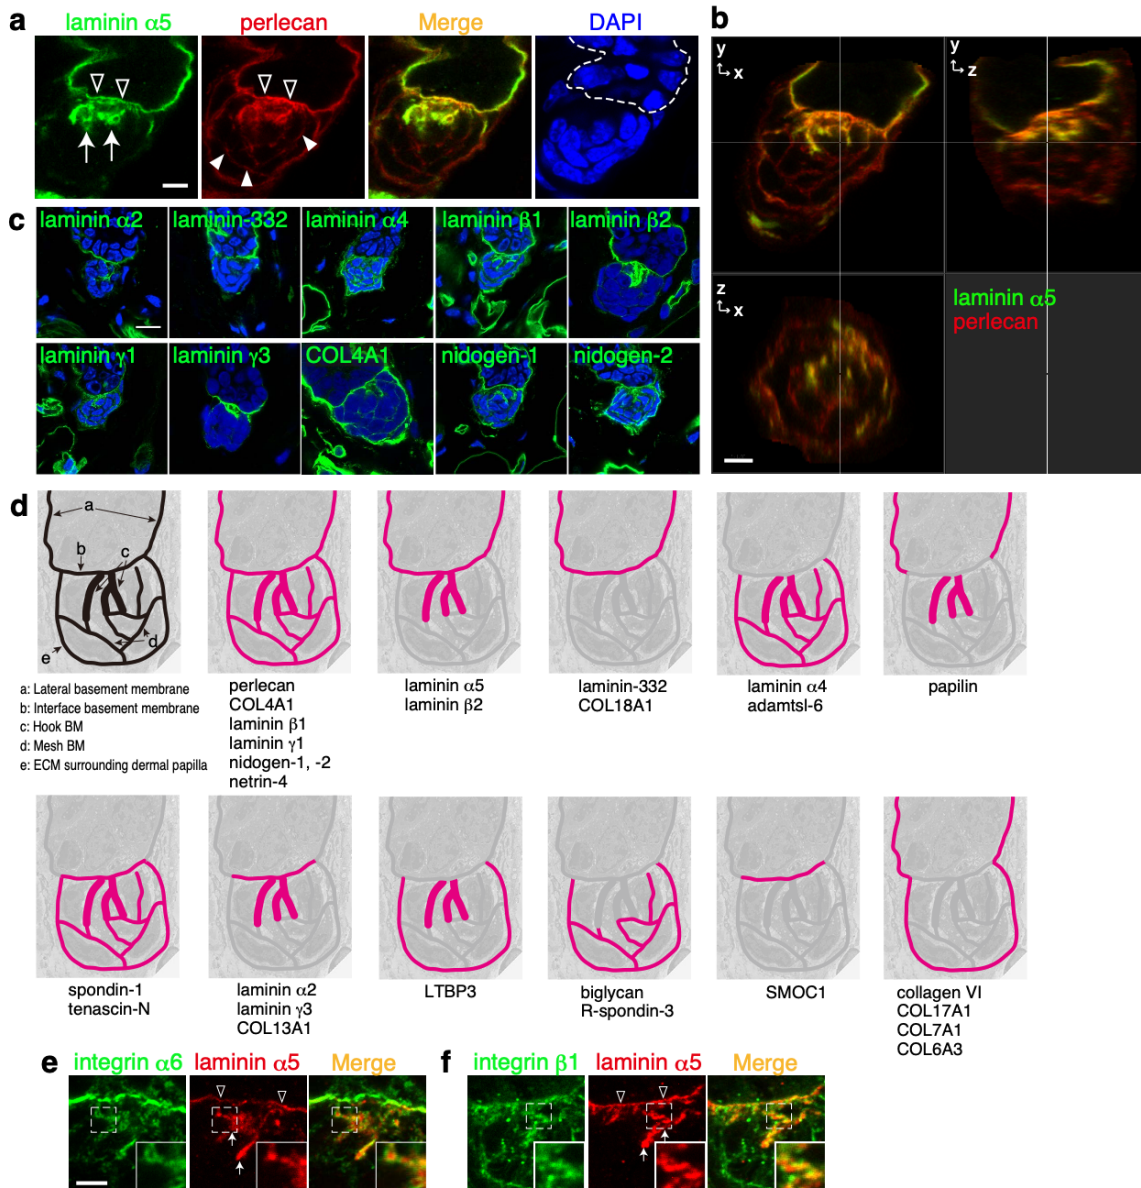 a
laminin α5
perlecan
Merge
DAPI
b
y
x
y
z
z
x
laminin α5
perlecan
c
laminin α2
laminin-332
laminin α4
laminin β1
laminin β2
laminin γ1
laminin γ3
COL4A1
nidogen-1
nidogen-2
d
a
b
c
d
e
a: Lateral basement membrane
b: Interface basement membrane
c: Hook BM
d: Mesh BM
e: ECM surrounding dermal papilla
perlecan
COL4A1
laminin β1
laminin γ1
nidogen-1, -2
netrin-4
laminin α5
laminin β2
laminin-332
COL18A1
laminin α4
adamtsl-6
papilin
spondin-1
tenascin-N
laminin α2
laminin γ3
COL13A1
LTBP3
biglycan
R-spondin-3
SMOC1
collagen VI
COL17A1
COL7A1
COL6A3
e
integrin α6
laminin α5
Merge
f
integrin β1
laminin α5
Merge